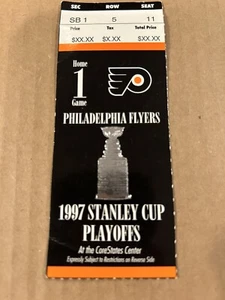 SEC ROW SEAT
SB 1 5 11
Price Tax Total Price
$XX.XX $X.XX $XX.XX
Home
1
Game
PHILADELPHIA FLYERS
1997 STANLEY CUP
PLAYOFFS
At the CoreStates Center
Expressly Subject to Restrictions on Reverse Side